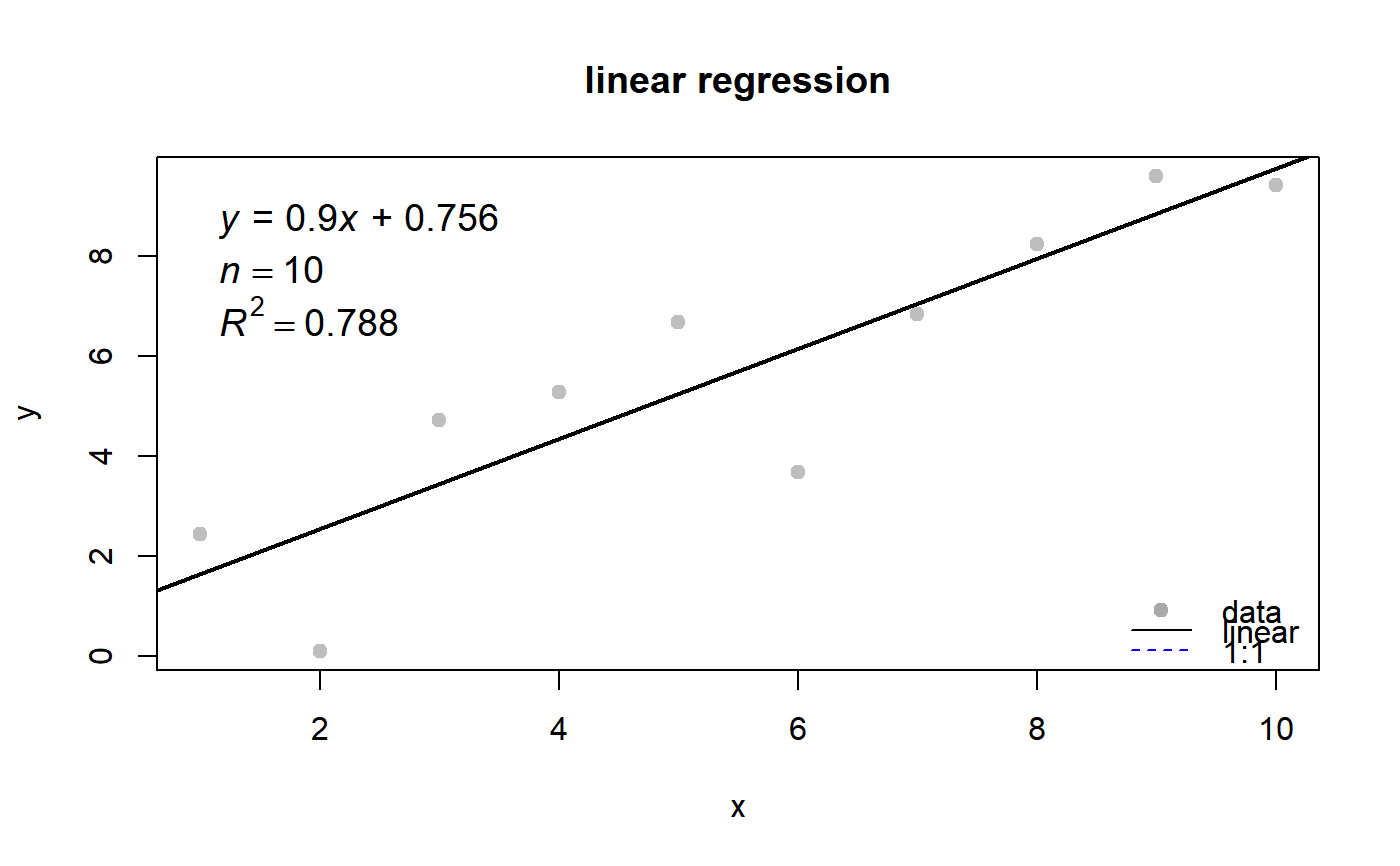 linear regression
y = 0.9x + 0.756
n = 10
R² = 0.788
8
6
4
2
0
y
data
linear
1:1
2 4 6 8 10
x